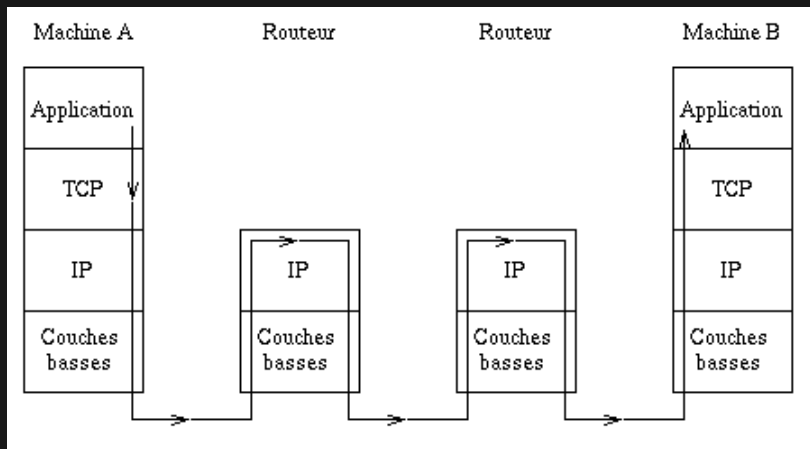 Machine A
Routeur
Routeur
Machine B
Application
Application
TCP
TCP
IP
IP
IP
IP
Couches
basses
Couches
basses
Couches
basses
Couches
basses